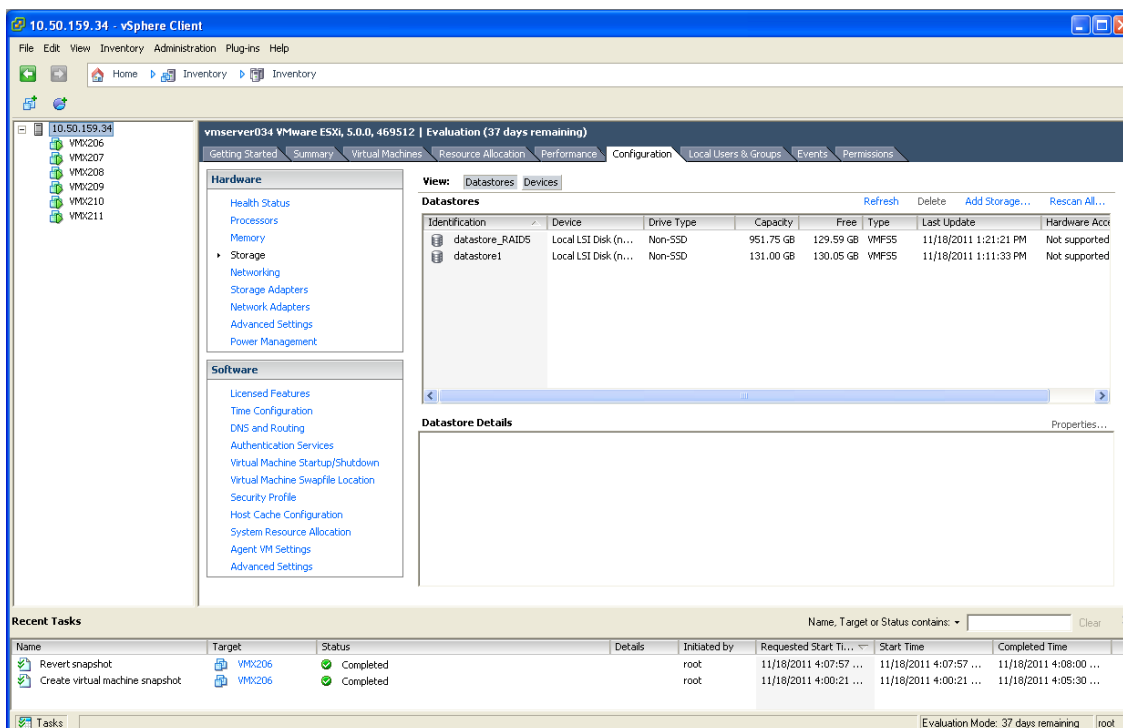 10.50.159.34 - vSphere Client
File Edit View Inventory Administration Plug-ins Help
Home Inventory Inventory
10.50.159.34
VMX206
VMX207
VMX208
VMX209
VMX210
VMX211
vmserver034 VMware ESXi, 5.0.0, 469512 | Evaluation (37 days remaining)
Getting Started Summary Virtual Machines Resource Allocation Performance Configuration Local Users & Groups Events Permissions
Hardware
Health Status
Processors
Memory
Storage
Networking
Storage Adapters
Network Adapters
Advanced Settings
Power Management
Software
Licensed Features
Time Configuration
DNS and Routing
Authentication Services
Virtual Machine Startup/Shutdown
Virtual Machine Swapfile Location
Security Profile
Host Cache Configuration
System Resource Allocation
Agent VM Settings
Advanced Settings
View: Datastores Devices
Datastores
Refresh Delete Add Storage... Rescan All...
Identification Device Drive Type Capacity Free Type Last Update Hardware Acce
datastore_RAID5 Local LSI Disk (n... Non-SSD 951.75 GB 129.59 GB VMFS5 11/18/2011 1:21:21 PM Not supported
datastore1 Local LSI Disk (n... Non-SSD 131.00 GB 130.05 GB VMFS5 11/18/2011 1:11:33 PM Not supported
Datastore Details
Properties...
Recent Tasks
Name, Target or Status contains: Clear
Name Target Status Details Initiated by Requested Start Ti... Start Time Completed Time
Revert snapshot VMX206 Completed root 11/18/2011 4:07:57 ... 11/18/2011 4:07:57 ... 11/18/2011 4:08:00 ...
Create virtual machine snapshot VMX206 Completed root 11/18/2011 4:00:21 ... 11/18/2011 4:00:21 ... 11/18/2011 4:05:30 ...
Tasks
Evaluation Mode: 37 days remaining root